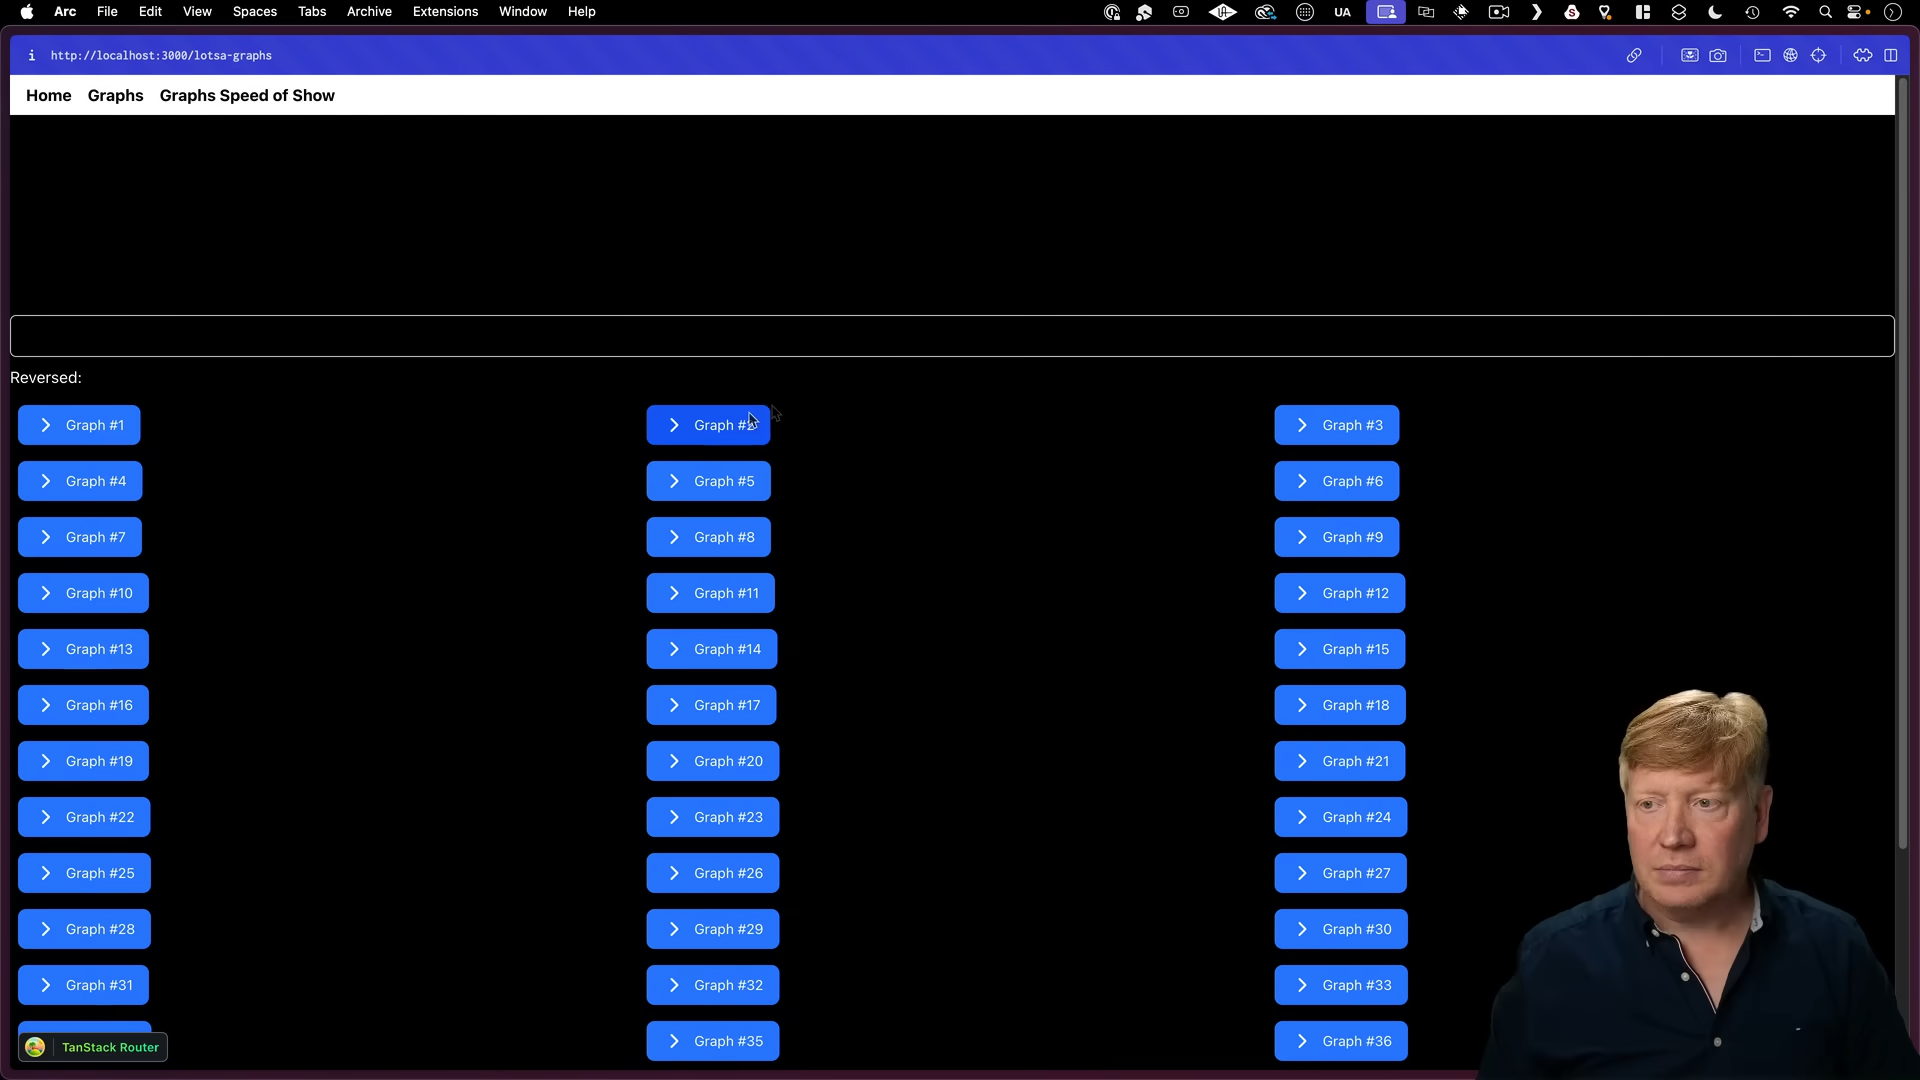 Arc File Edit View Spaces Tabs Archive Extensions Window Help UA
http://localhost:3000/lotsa-graphs
Home Graphs Graphs Speed of Show
Reversed:
Graph #1 Graph #2 Graph #3
Graph #4 Graph #5 Graph #6
Graph #7 Graph #8 Graph #9
Graph #10 Graph #11 Graph #12
Graph #13 Graph #14 Graph #15
Graph #16 Graph #17 Graph #18
Graph #19 Graph #20 Graph #21
Graph #22 Graph #23 Graph #24
Graph #25 Graph #26 Graph #27
Graph #28 Graph #29 Graph #30
Graph #31 Graph #32 Graph #33
Graph #35 Graph #36
TanStack Router